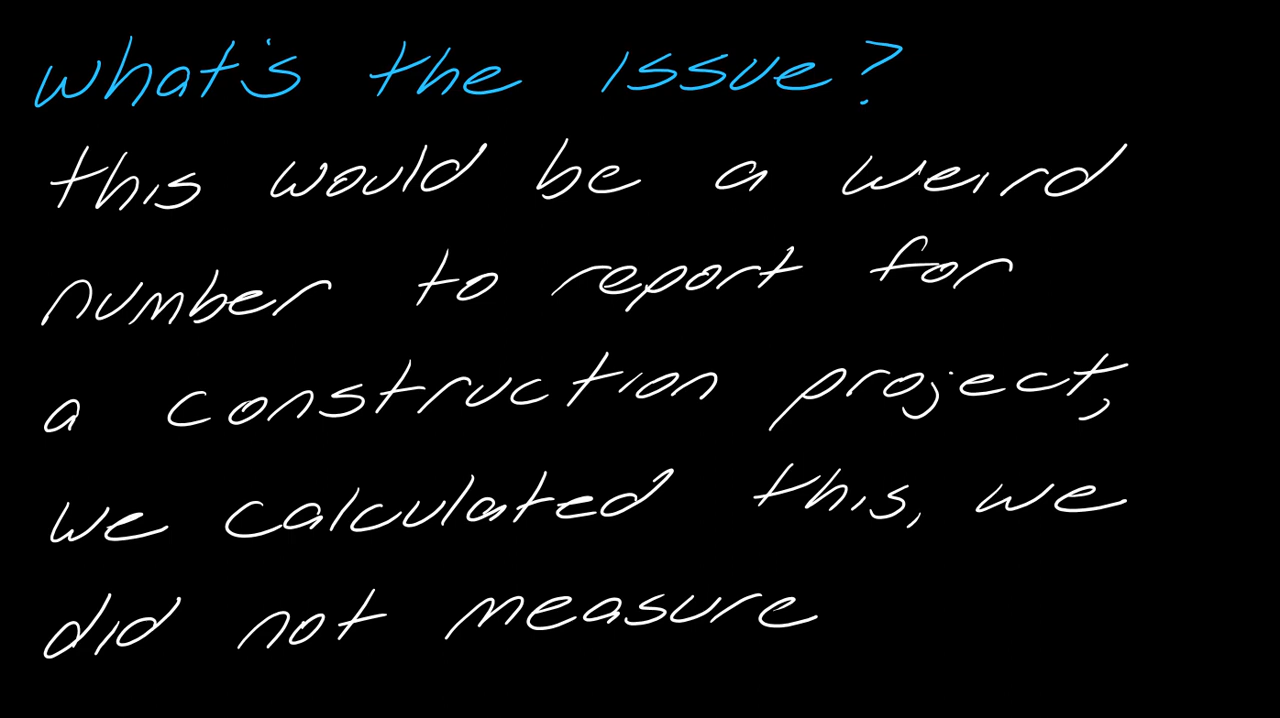 what's the issue?
this would be a weird
number to report for
a construction project,
we calculated this, we
did not measure